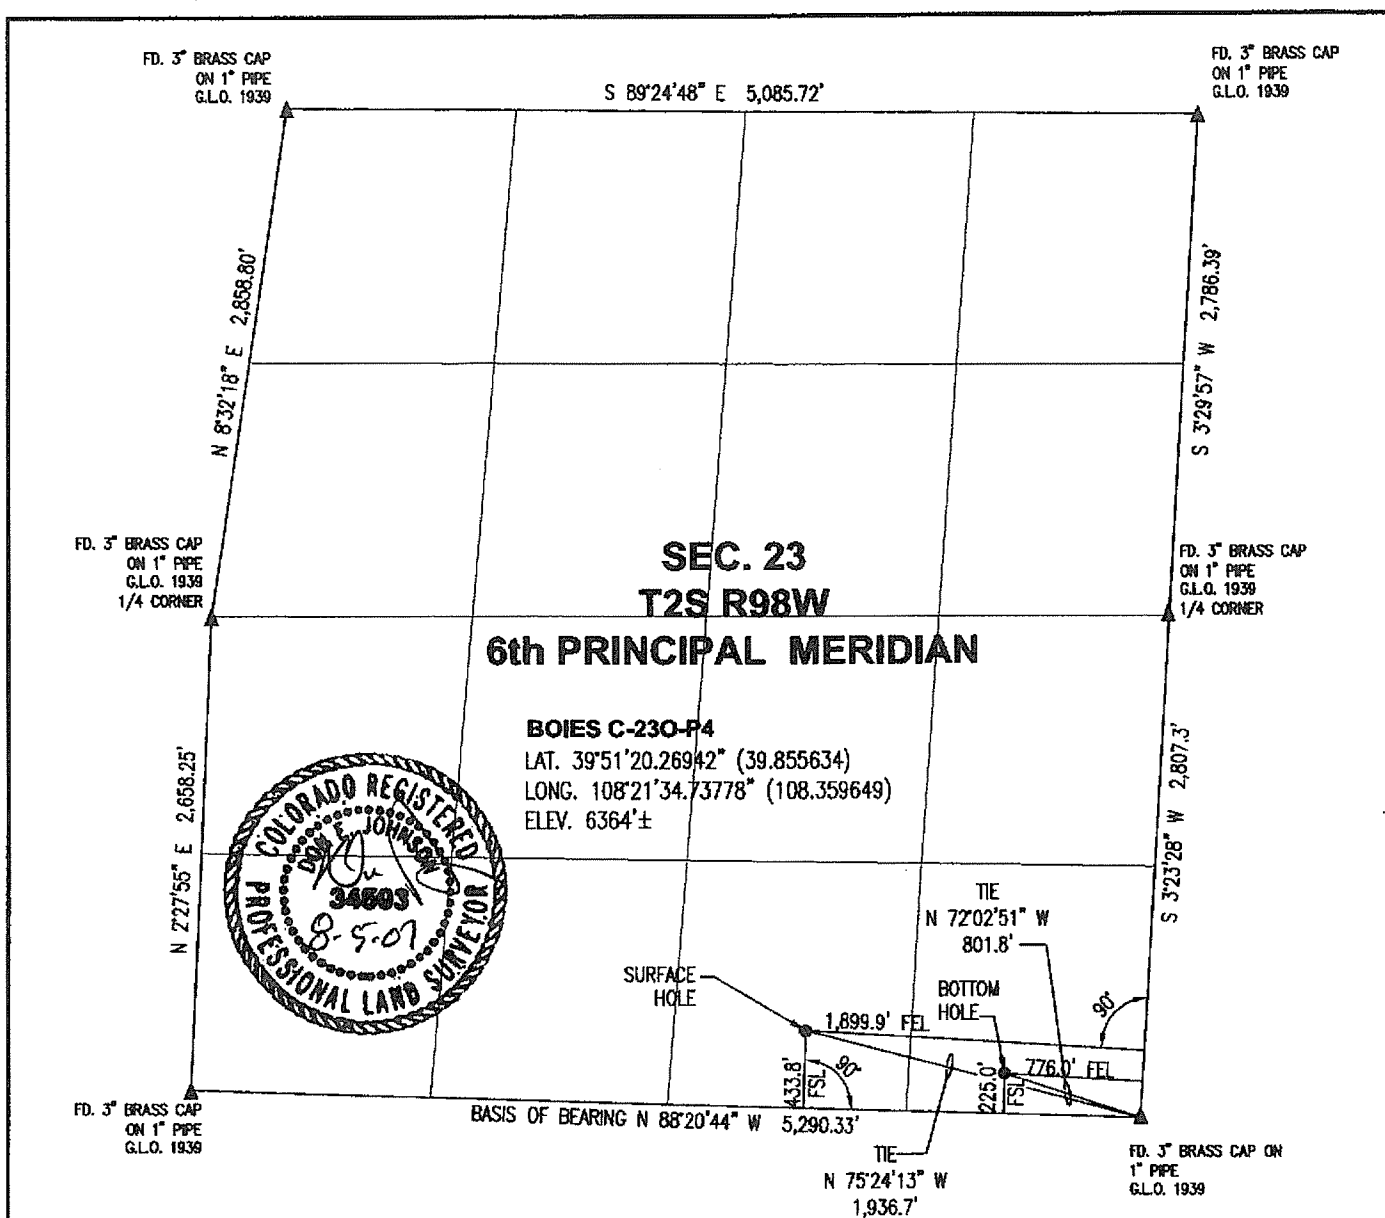 FD. 3" BRASS CAP
ON 1" PIPE
G.L.O. 1939
S 89°24'48" E 5,085.72'
FD. 3" BRASS CAP
ON 1" PIPE
G.L.O. 1939
N 8°32'18" E 2,858.80'
S 3°29'57" W 2,786.39'
FD. 3" BRASS CAP
ON 1" PIPE
G.L.O. 1939
1/4 CORNER
SEC. 23
T2S R98W
6th PRINCIPAL MERIDIAN
FD. 3" BRASS CAP
ON 1" PIPE
G.L.O. 1939
1/4 CORNER
BOIES C-23O-P4
LAT. 39°51'20.26942" (39.855634)
LONG. 108°21'34.73778" (108.359649)
ELEV. 6364'±
N 2°27'55" E 2,658.25'
S 3°23'28" W 2,807.3'
COLORADO REGISTERED
DON E. JOHNSON
34593
8-5-07
PROFESSIONAL LAND SURVEYOR
TIE
N 72°02'51" W
801.8'
SURFACE
HOLE
BOTTOM
HOLE
1,899.9' FEL
90°
776.0' FEL
433.8'
FSL
90°
225.0'
FSL
FD. 3" BRASS CAP
ON 1" PIPE
G.L.O. 1939
BASIS OF BEARING N 88°20'44" W 5,290.33'
TIE
N 75°24'13" W
1,936.7'
FD. 3" BRASS CAP ON
1" PIPE
G.L.O. 1939